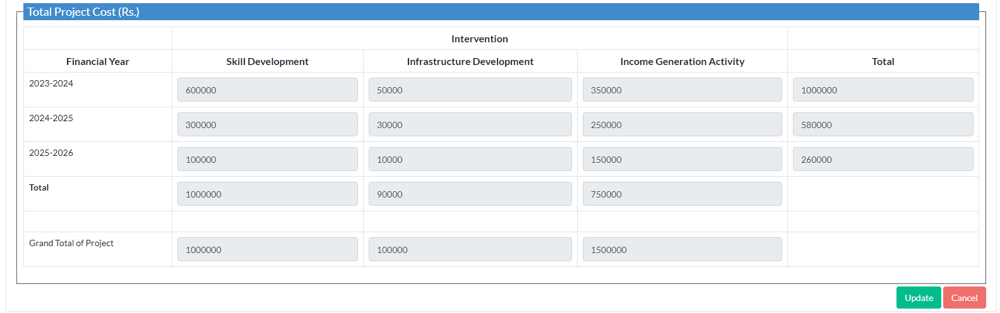 Total Project Cost (Rs.)
Intervention
Financial Year Skill Development Infrastructure Development Income Generation Activity Total
2023-2024 600000 50000 350000 1000000
2024-2025 300000 30000 250000 580000
2025-2026 100000 10000 150000 260000
Total 1000000 90000 750000
Grand Total of Project 1000000 100000 1500000
Update Cancel